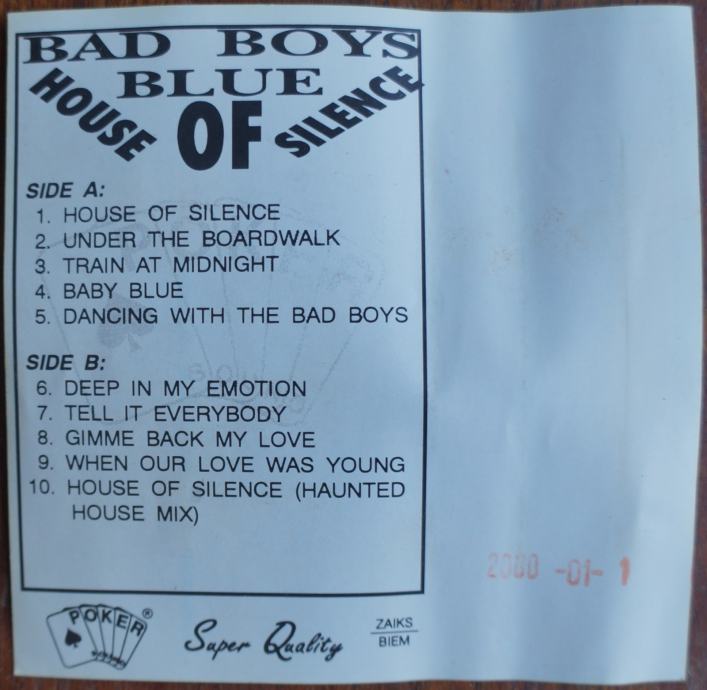 BAD BOYS
BLUE
HOUSE OF SILENCE
SIDE A:
1. HOUSE OF SILENCE
2. UNDER THE BOARDWALK
3. TRAIN AT MIDNIGHT
4. BABY BLUE
5. DANCING WITH THE BAD BOYS
SIDE B:
6. DEEP IN MY EMOTION
7. TELL IT EVERYBODY
8. GIMME BACK MY LOVE
9. WHEN OUR LOVE WAS YOUNG
10. HOUSE OF SILENCE (HAUNTED
HOUSE MIX)
2000 -01- 1
POKER®
Super Quality
ZAIKS
BIEM